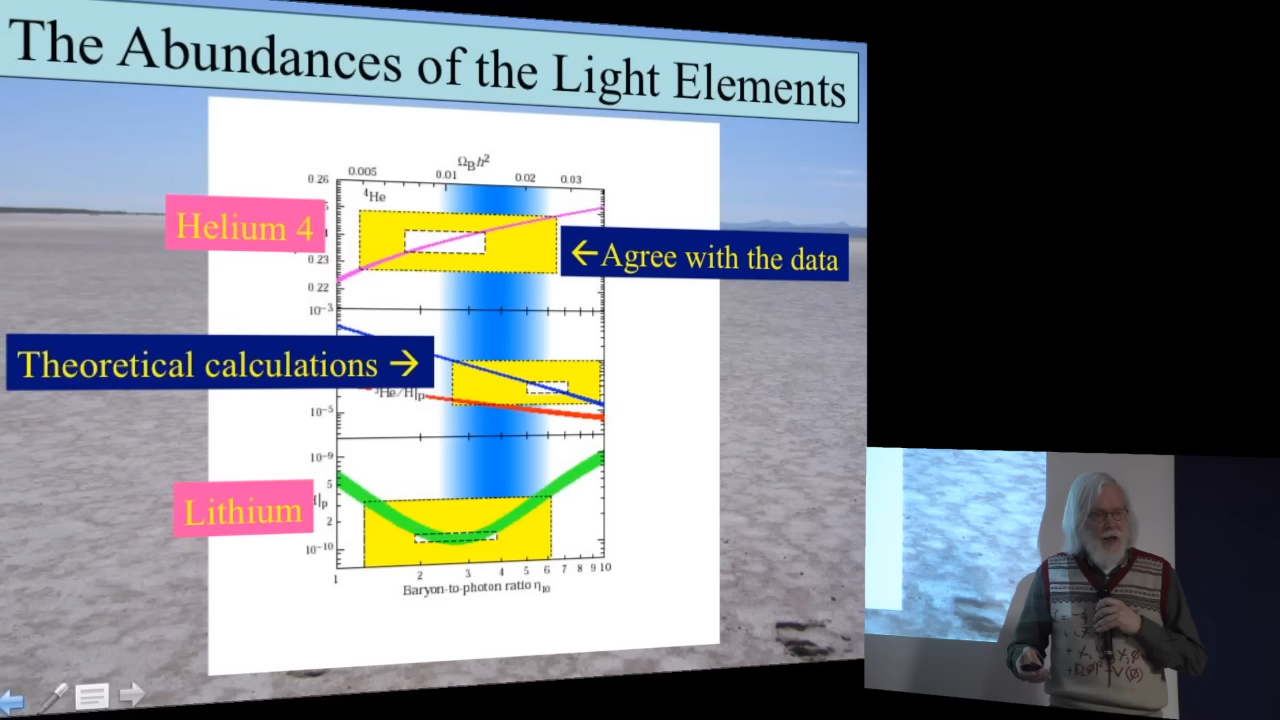 The Abundances of the Light Elements
Ω_B h²
0.005 0.01 0.02 0.03
0.26
⁴He
Helium 4
←Agree with the data
0.23
0.22
10⁻³
Theoretical calculations →
³He/H|p
10⁻⁵
10⁻⁹
5
Lithium
2
10⁻¹⁰
1 2 3 4 5 6 7 8 9 10
Baryon-to-photon ratio η₁₀